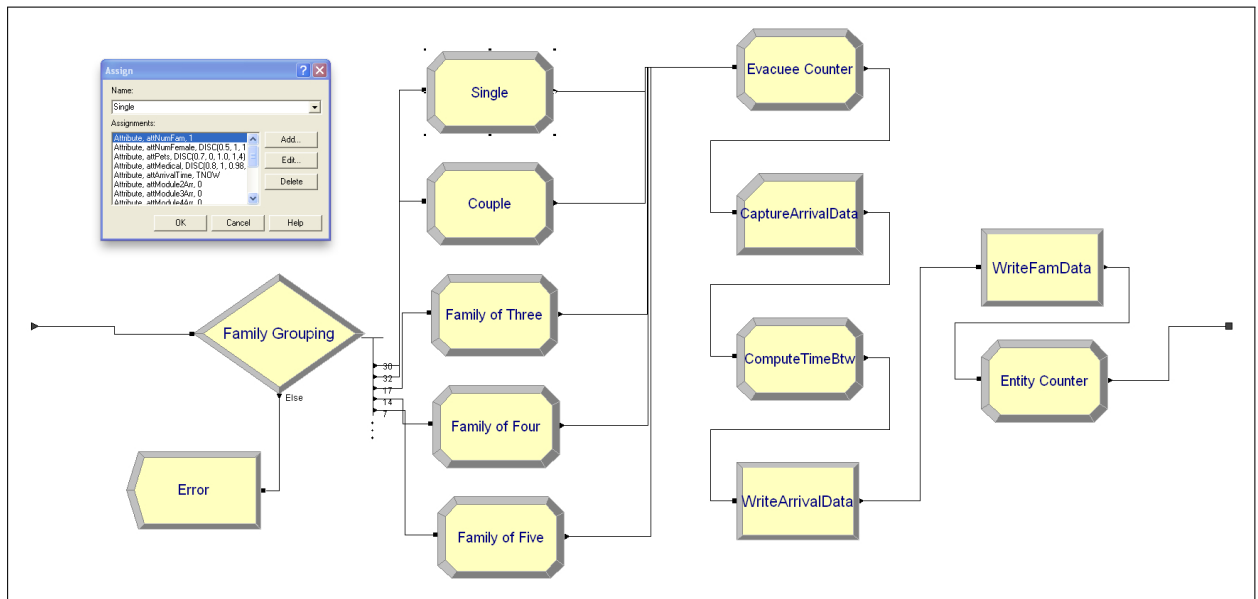 Assign
Name:
Single
Assignments:
Attribute, attNumFam, 1
Attribute, attNumFemale, DISC(0.5, 1, 1
Attribute, attPets, DISC(0.7, 0, 1.0, 1,4)
Attribute, attMedical, DISC(0.8, 1, 0.98,
Attribute, attArrivalTime, TNOW
Attribute, attModule2Arr, 0
Attribute, attModule3Arr, 0
Attribute, attModule4Arr, 0
Add...
Edit...
Delete
OK
Cancel
Help
Family Grouping
30
32
17
14
7
Else
Error
Single
Couple
Family of Three
Family of Four
Family of Five
Evacuee Counter
CaptureArrivalData
ComputeTimeBtw
WriteArrivalData
WriteFamData
Entity Counter